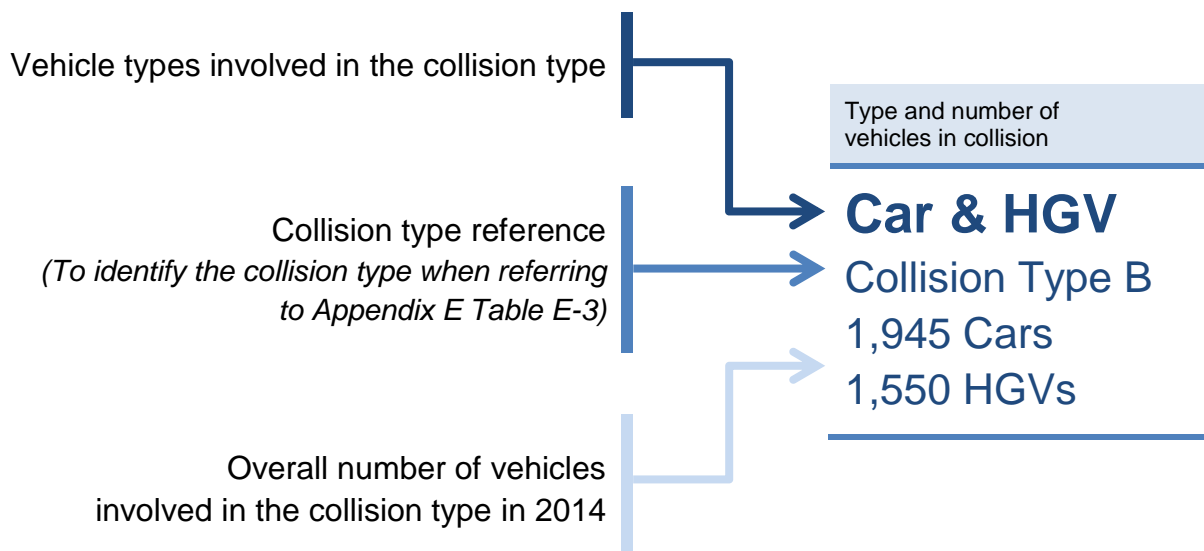 Vehicle types involved in the collision type
Collision type reference
(To identify the collision type when referring
to Appendix E Table E-3)
Overall number of vehicles
involved in the collision type in 2014
Type and number of
vehicles in collision
Car & HGV
Collision Type B
1,945 Cars
1,550 HGVs